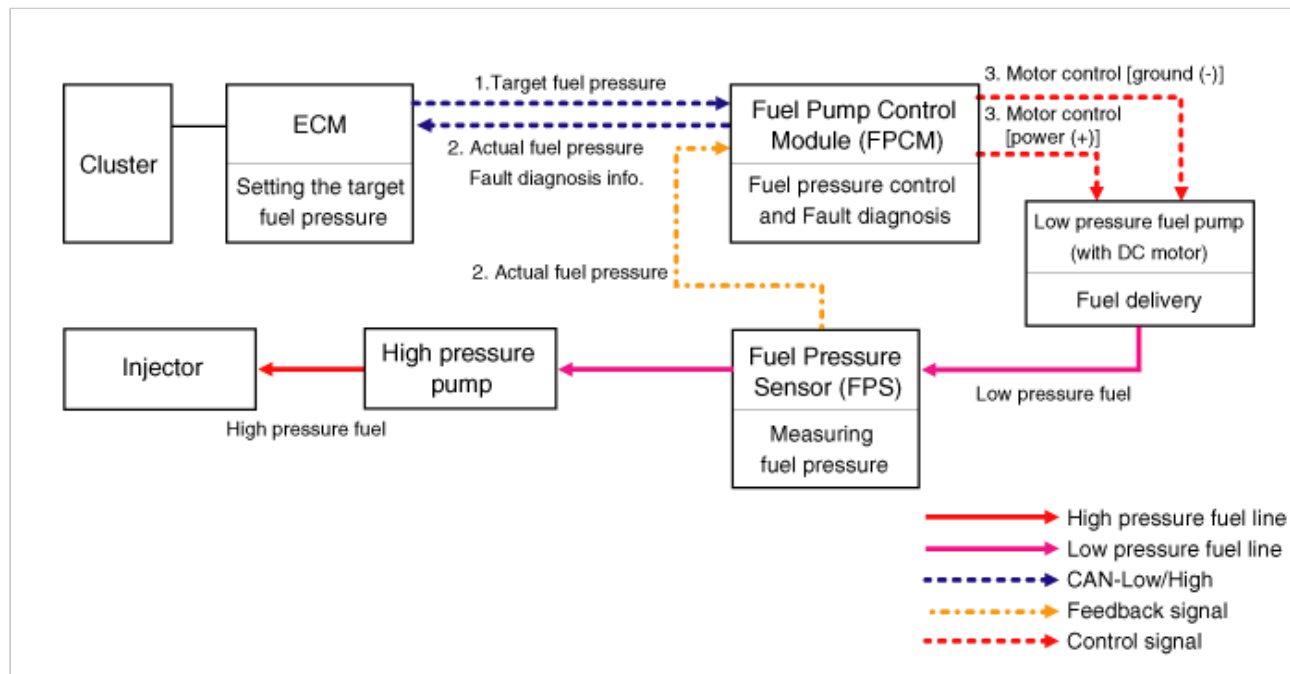 Cluster
ECM
Setting the target
fuel pressure
1.Target fuel pressure
2. Actual fuel pressure
Fault diagnosis info.
Fuel Pump Control
Module (FPCM)
Fuel pressure control
and Fault diagnosis
3. Motor control [ground (-)]
3. Motor control
[power (+)]
Low pressure fuel pump
(with DC motor)
Fuel delivery
2. Actual fuel pressure
Injector
High pressure
pump
Fuel Pressure
Sensor (FPS)
Measuring
fuel pressure
Low pressure fuel
High pressure fuel
High pressure fuel line
Low pressure fuel line
CAN-Low/High
Feedback signal
Control signal